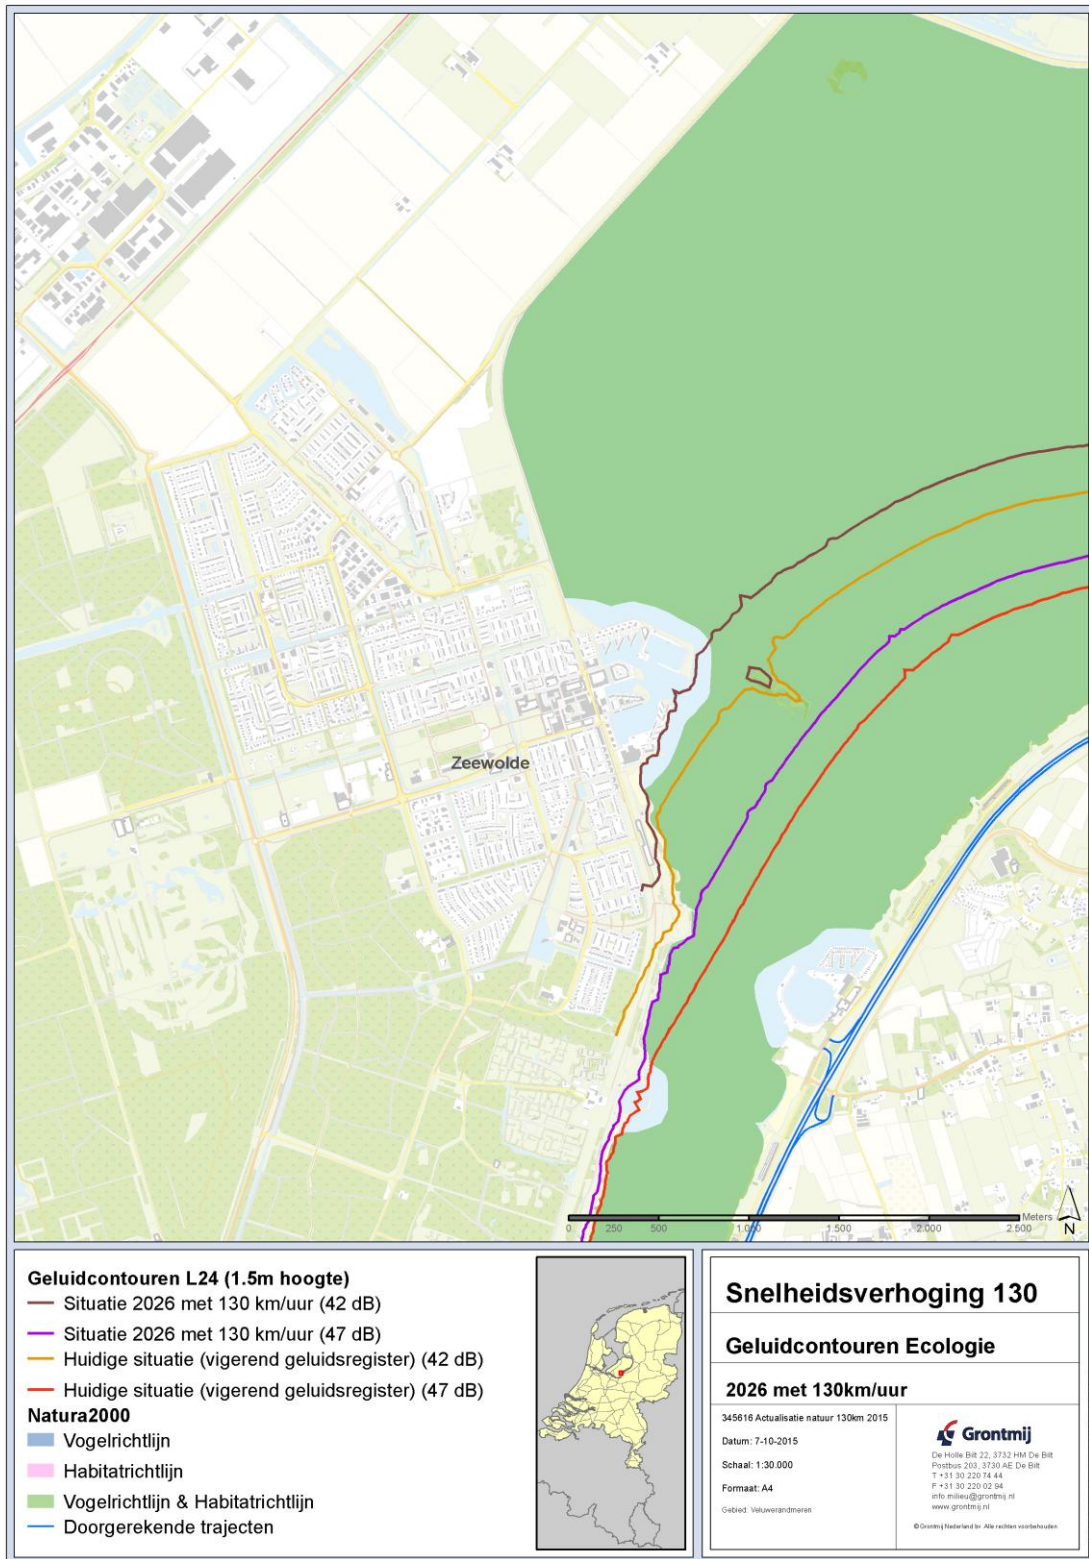 Zeewolde
Meters
0 250 500 1.000 1.500 2.000 2.500
N
Geluidcontouren L24 (1.5m hoogte)
Situatie 2026 met 130 km/uur (42 dB)
Situatie 2026 met 130 km/uur (47 dB)
Huidige situatie (vigerend geluidsregister) (42 dB)
Huidige situatie (vigerend geluidsregister) (47 dB)
Natura2000
Vogelrichtlijn
Habitatrichtlijn
Vogelrichtlijn & Habitatrichtlijn
Doorgerekende trajecten
Snelheidsverhoging 130
Geluidcontouren Ecologie
2026 met 130km/uur
345616 Actualisatie natuur 130km 2015
Datum: 7-10-2015
Schaal: 1:30.000
Formaat: A4
Gebied: Veluwerandmeren
Grontmij
De Holle Bilt 22, 3732 HM De Bilt
Postbus 203, 3730 AE De Bilt
T +31 30 220 74 44
F +31 30 220 02 94
info.milieu@grontmij.nl
www.grontmij.nl
© Grontmij Nederland bv. Alle rechten voorbehouden